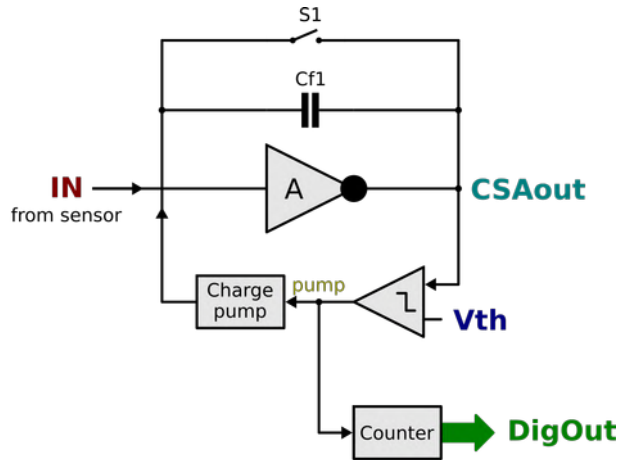 S1
Cf1
IN
from sensor
A
CSAout
Charge
pump
pump
Vth
Counter
DigOut